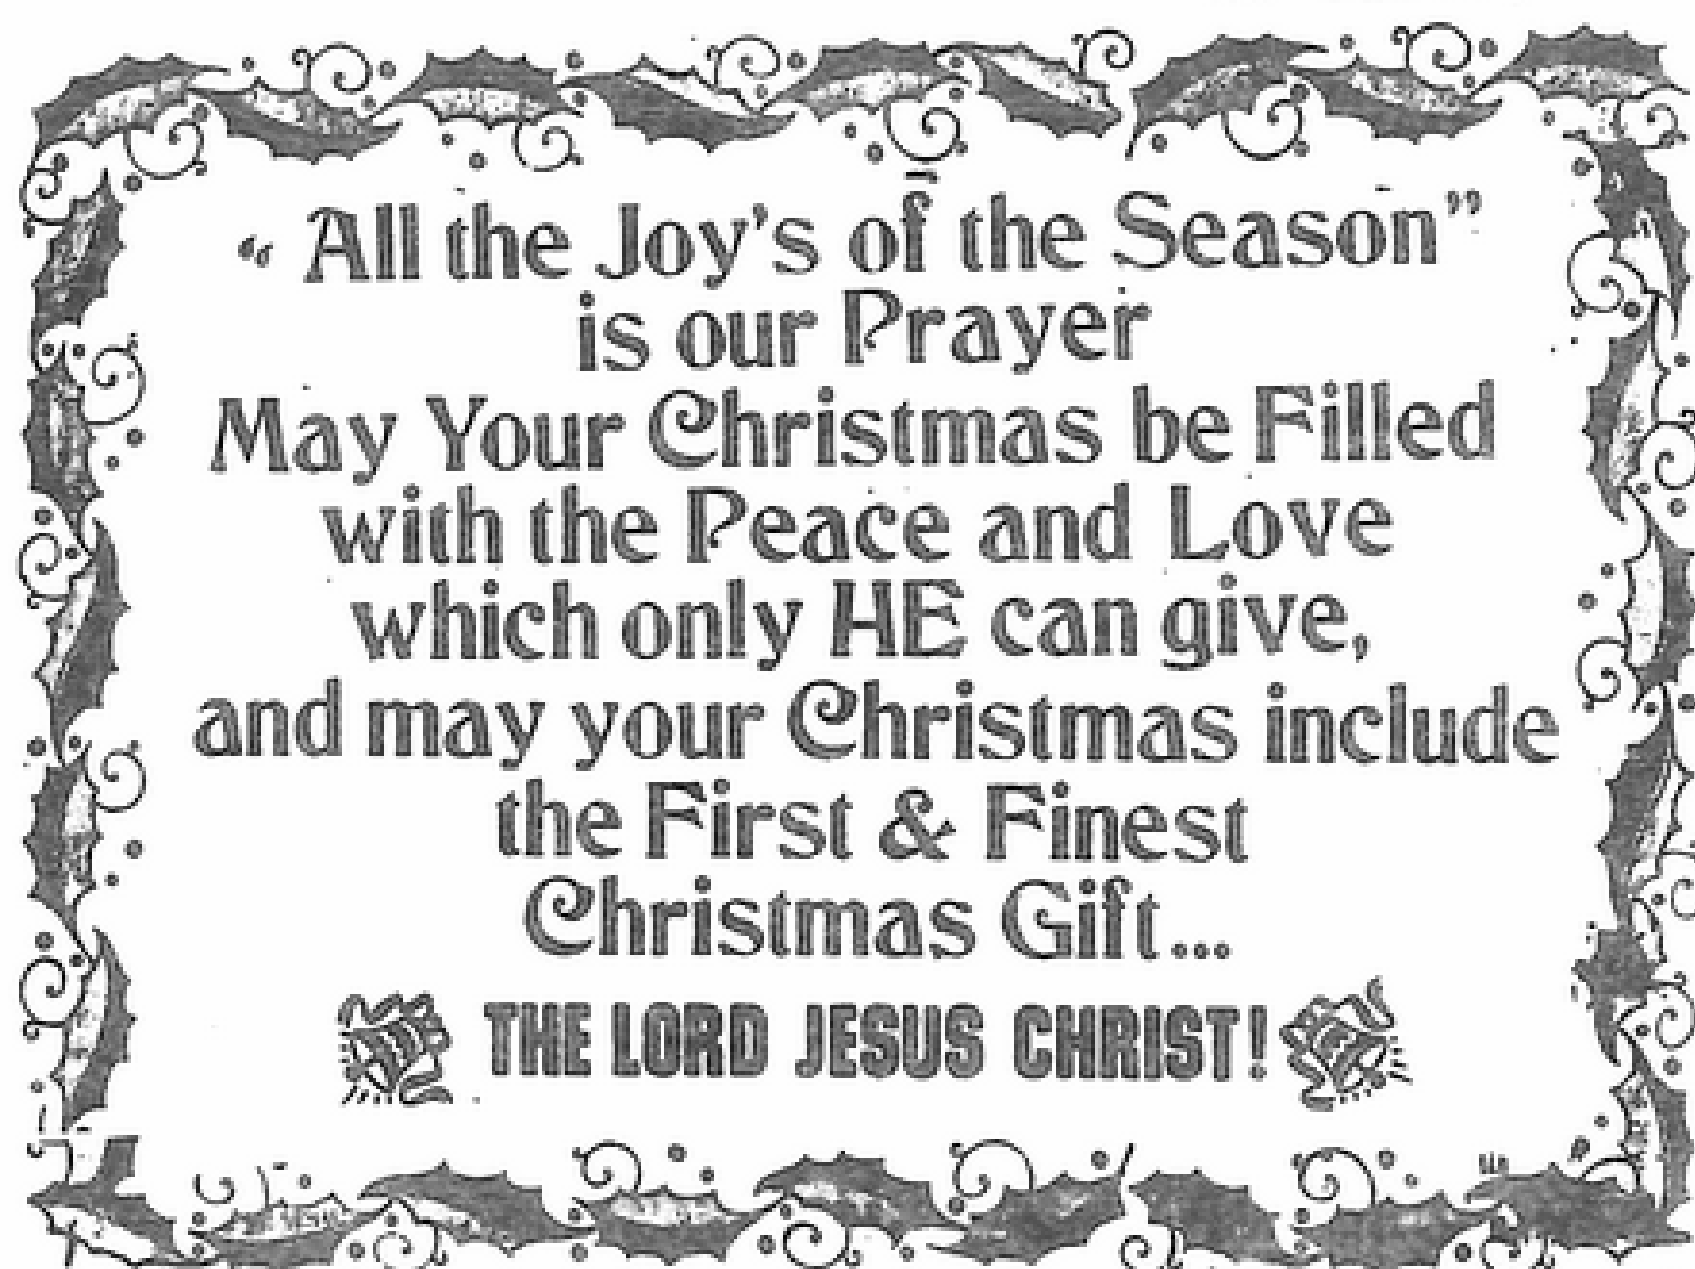 “ All the Joy's of the Season”
is our Prayer
May Your Christmas be Filled
with the Peace and Love
which only HE can give,
and may your Christmas include
the First & Finest
Christmas Gift...
THE LORD JESUS CHRIST!